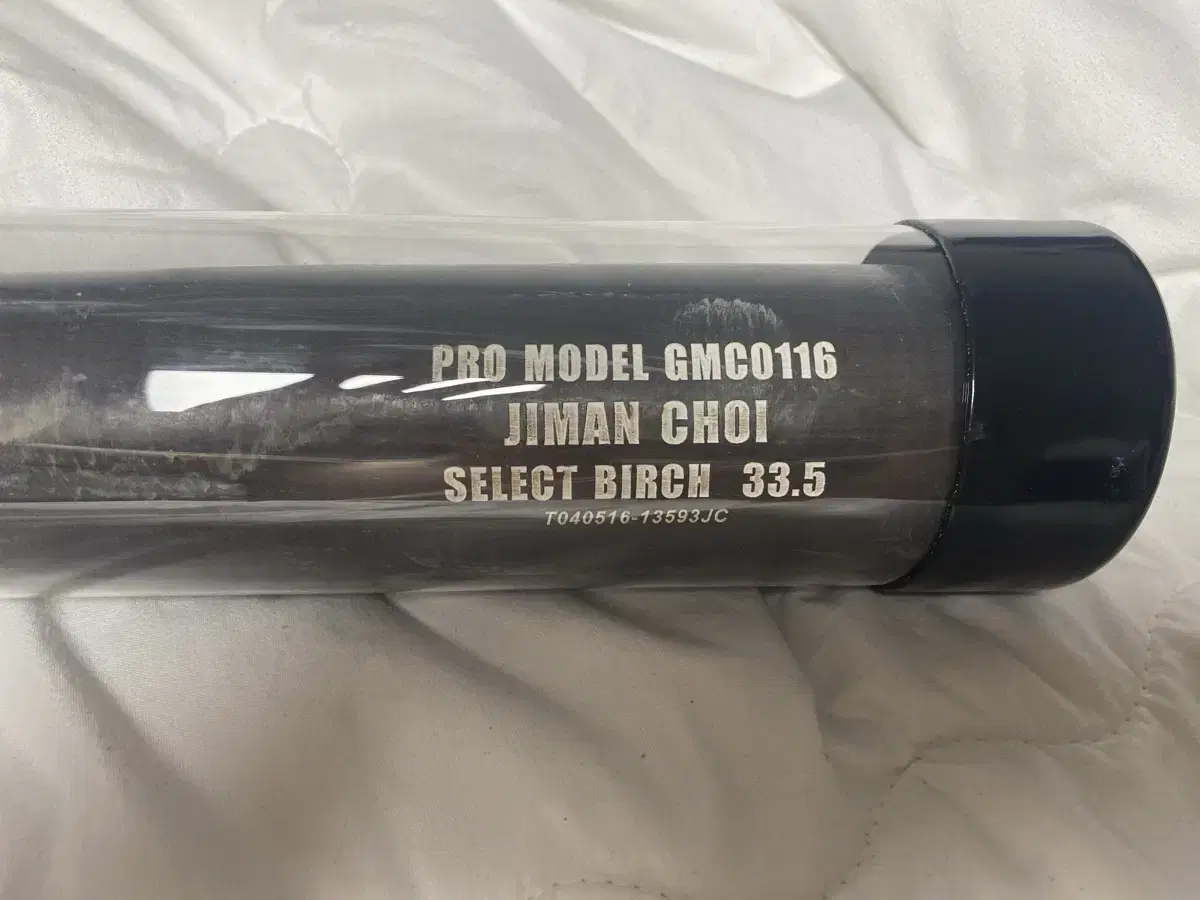 PRO MODEL GMC0116
JIMAN CHOI
SELECT BIRCH 33.5
T040516-13593JC